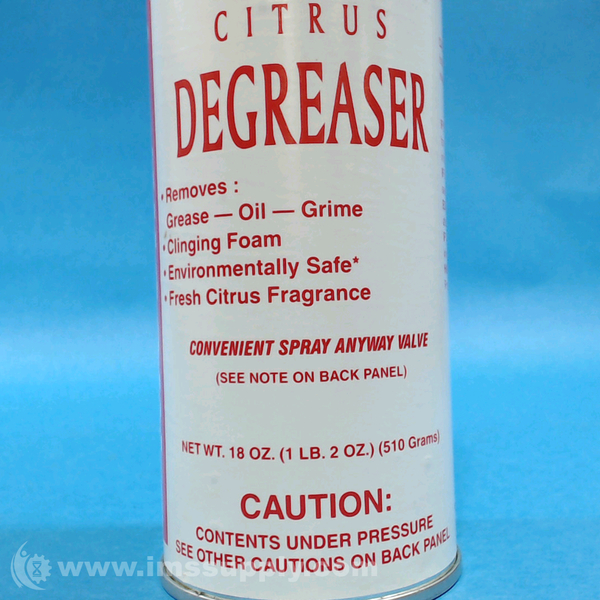 CITRUS
DEGREASER
• Removes :
Grease — Oil — Grime
• Clinging Foam
• Environmentally Safe*
• Fresh Citrus Fragrance
CONVENIENT SPRAY ANYWAY VALVE
(SEE NOTE ON BACK PANEL)
NET WT. 18 OZ. (1 LB. 2 OZ.) (510 Grams)
CAUTION:
CONTENTS UNDER PRESSURE
SEE OTHER CAUTIONS ON BACK PANEL
www.imssupply.com